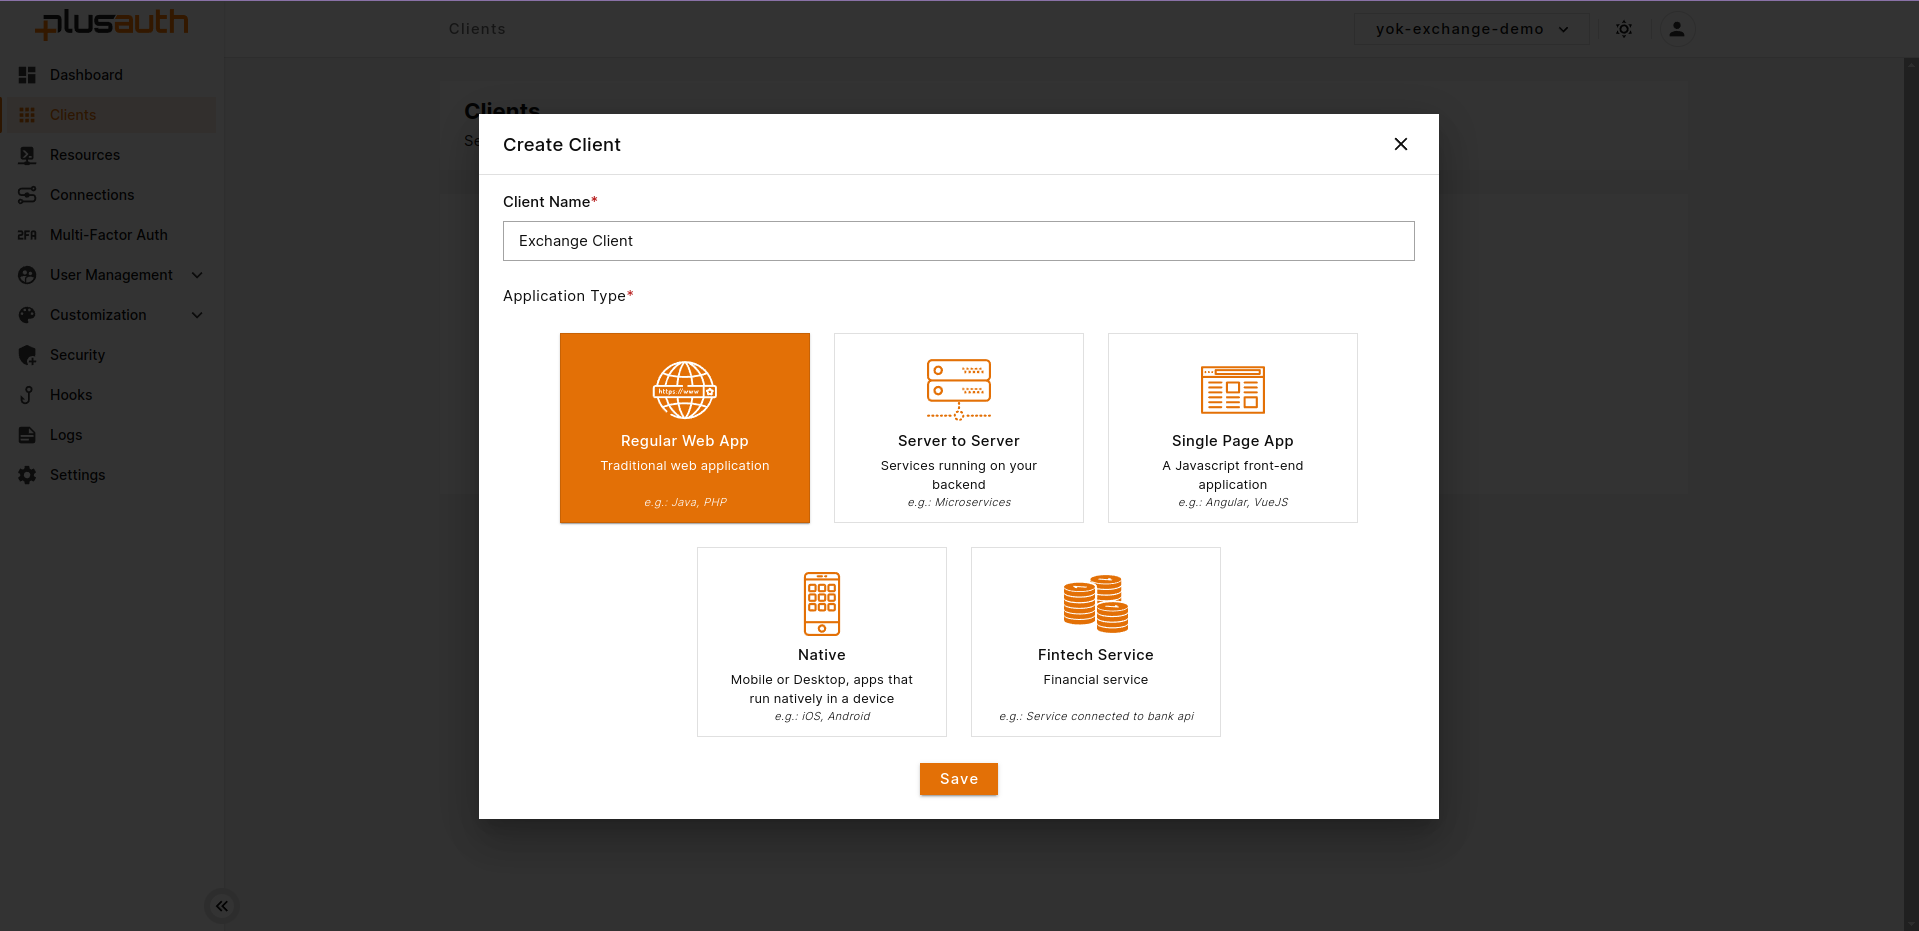 plusauth
Clients
yok-exchange-demo
Dashboard
Clients
Resources
Connections
2FA Multi-Factor Auth
User Management
Customization
Security
Hooks
Logs
Settings
Clients
Se
Create Client
Client Name*
Exchange Client
Application Type*
https://www
Regular Web App
Traditional web application
e.g.: Java, PHP
Server to Server
Services running on your
backend
e.g.: Microservices
Single Page App
A Javascript front-end
application
e.g.: Angular, VueJS
Native
Mobile or Desktop, apps that
run natively in a device
e.g.: iOS, Android
Fintech Service
Financial service
e.g.: Service connected to bank api
Save